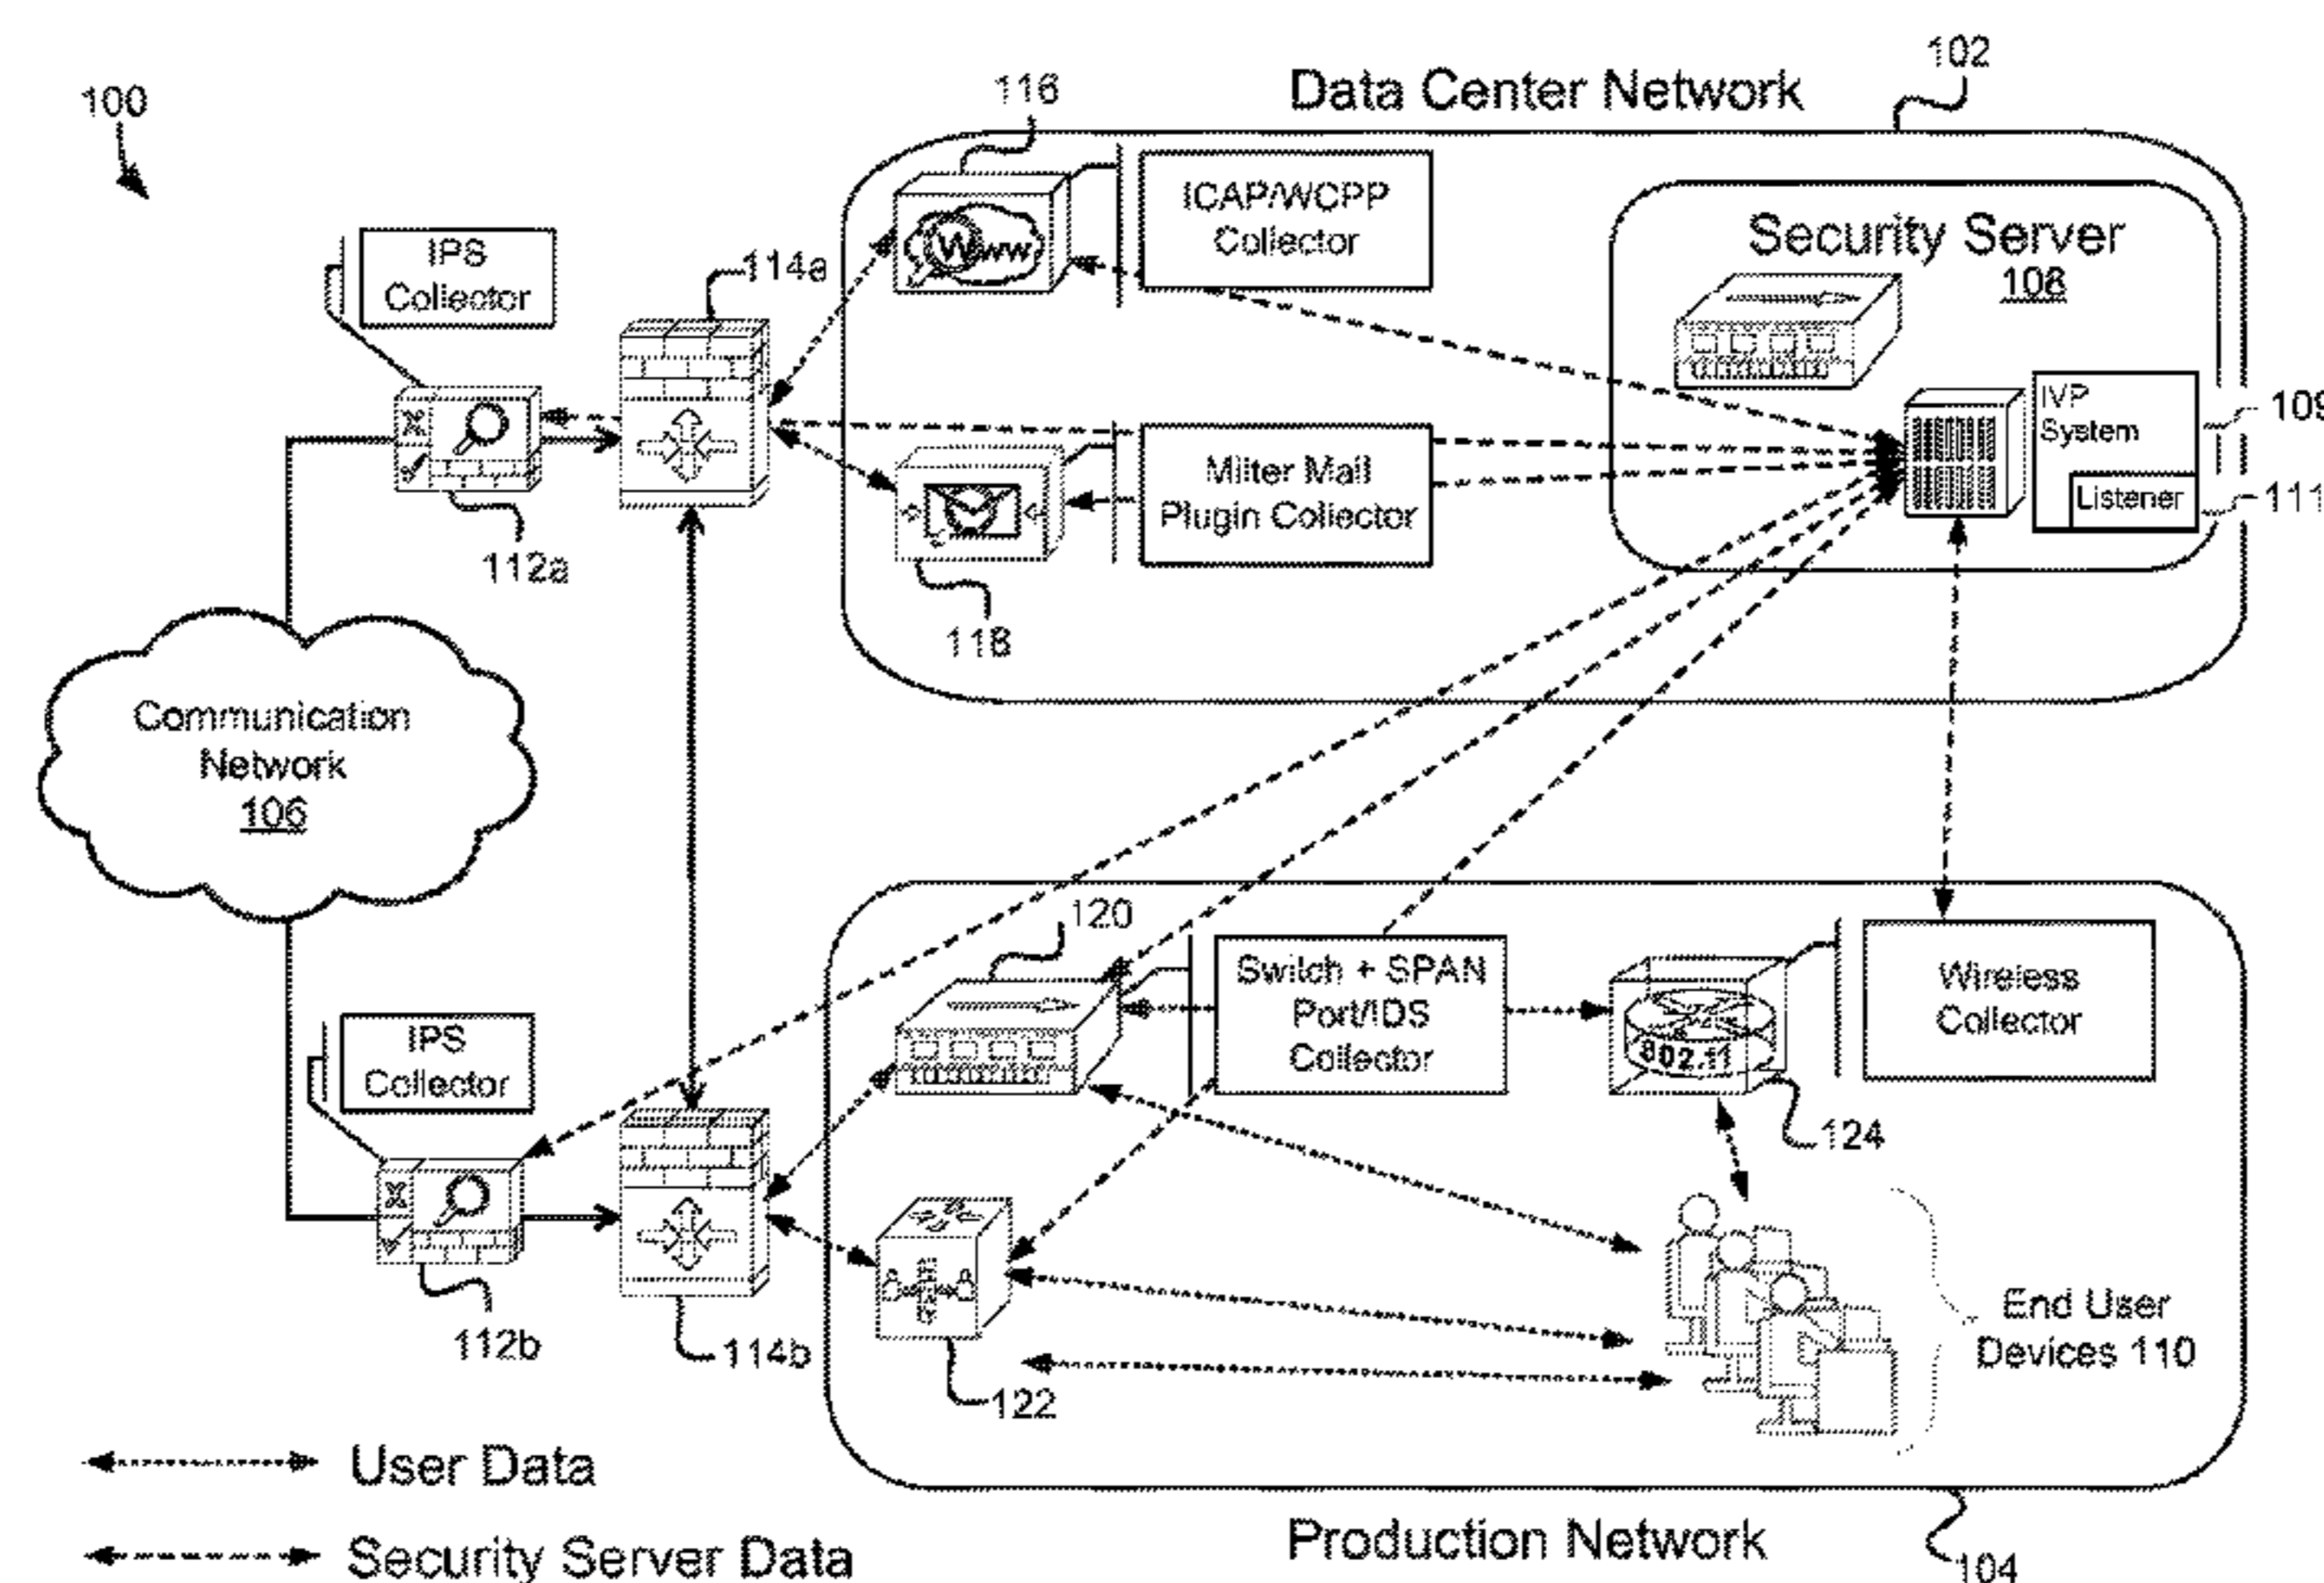 100
116
Data Center Network
102
IPS
Collector
114a
ICAP/WCPP
Collector
Www
Security Server
108
IVP
System
109
Listener
111
Milter Mail
Plugin Collector
X
112a
118
Communication
Network
106
120
IPS
Collector
Switch + SPAN
Port/IDS
Collector
802.11
Wireless
Collector
124
X
112b
114b
122
End User
Devices 110
User Data
Security Server Data
Production Network
104